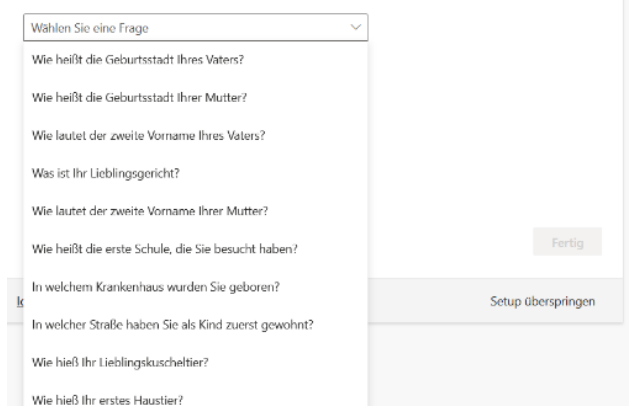 Wählen Sie eine Frage
Wie heißt die Geburtsstadt Ihres Vaters?
Wie heißt die Geburtsstadt Ihrer Mutter?
Wie lautet der zweite Vorname Ihres Vaters?
Was ist Ihr Lieblingsgericht?
Wie lautet der zweite Vorname Ihrer Mutter?
Fertig
Wie heißt die erste Schule, die Sie besucht haben?
In welchem Krankenhaus wurden Sie geboren?
Setup überspringen
In welcher Straße haben Sie als Kind zuerst gewohnt?
Wie hieß Ihr Lieblingskuscheltier?
Wie hieß Ihr erstes Haustier?